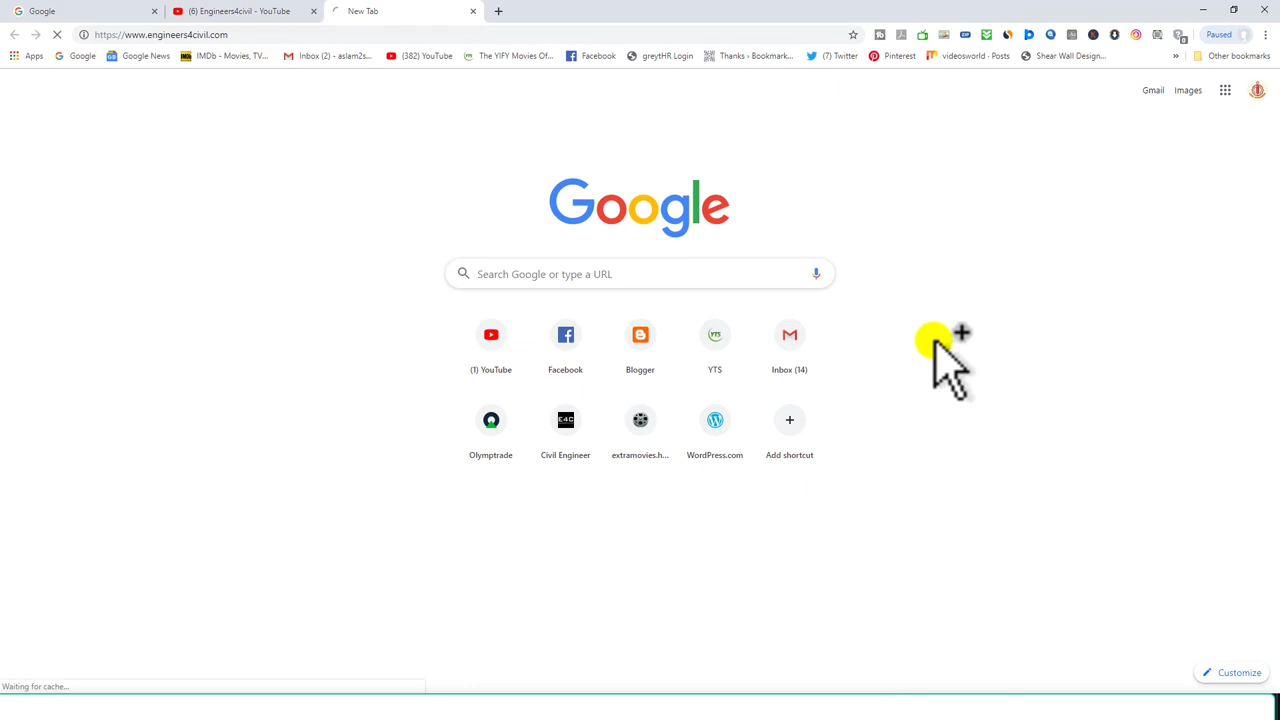 Google
(6) Engineers4civil - YouTube
New Tab
https://www.engineers4civil.com
Paused
Apps
Google
Google News
IMDb - Movies, TV...
Inbox (2) - aslam2s...
(382) YouTube
The YIFY Movies Of...
Facebook
greytHR Login
Thanks › Bookmark...
(7) Twitter
Pinterest
videosworld · Posts
Shear Wall Design...
»
Other bookmarks
Gmail
Images
Google
Search Google or type a URL
(1) YouTube
Facebook
Blogger
YTS
YTS
Inbox (14)
E4C
Olymptrade
Civil Engineer
extramovies.h...
WordPress.com
Add shortcut
Customize
Waiting for cache...